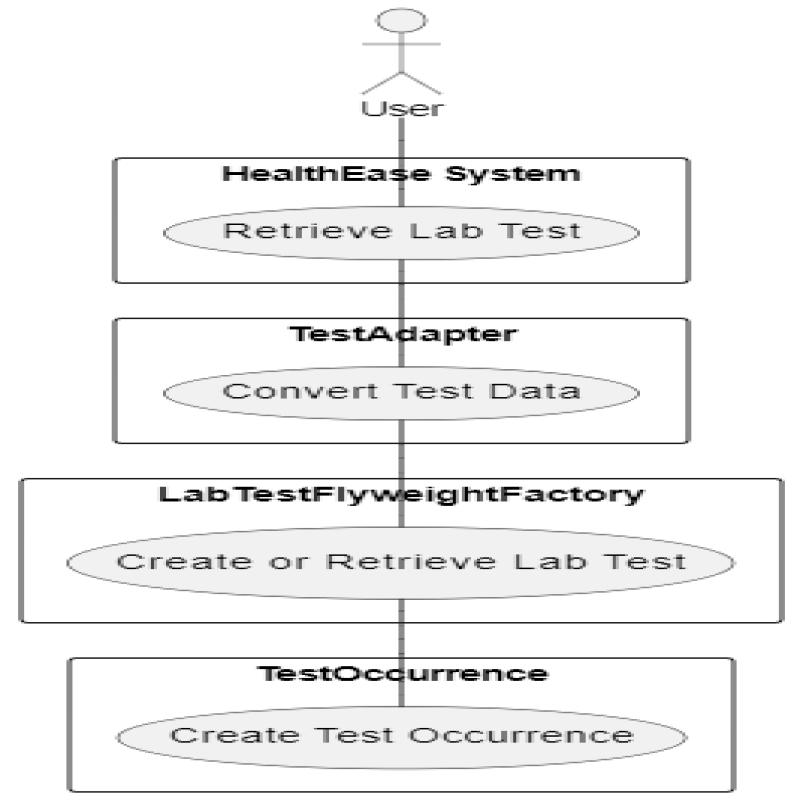 User
HealthEase System
Retrieve Lab Test
TestAdapter
Convert Test Data
LabTestFlyweightFactory
Create or Retrieve Lab Test
TestOccurrence
Create Test Occurrence